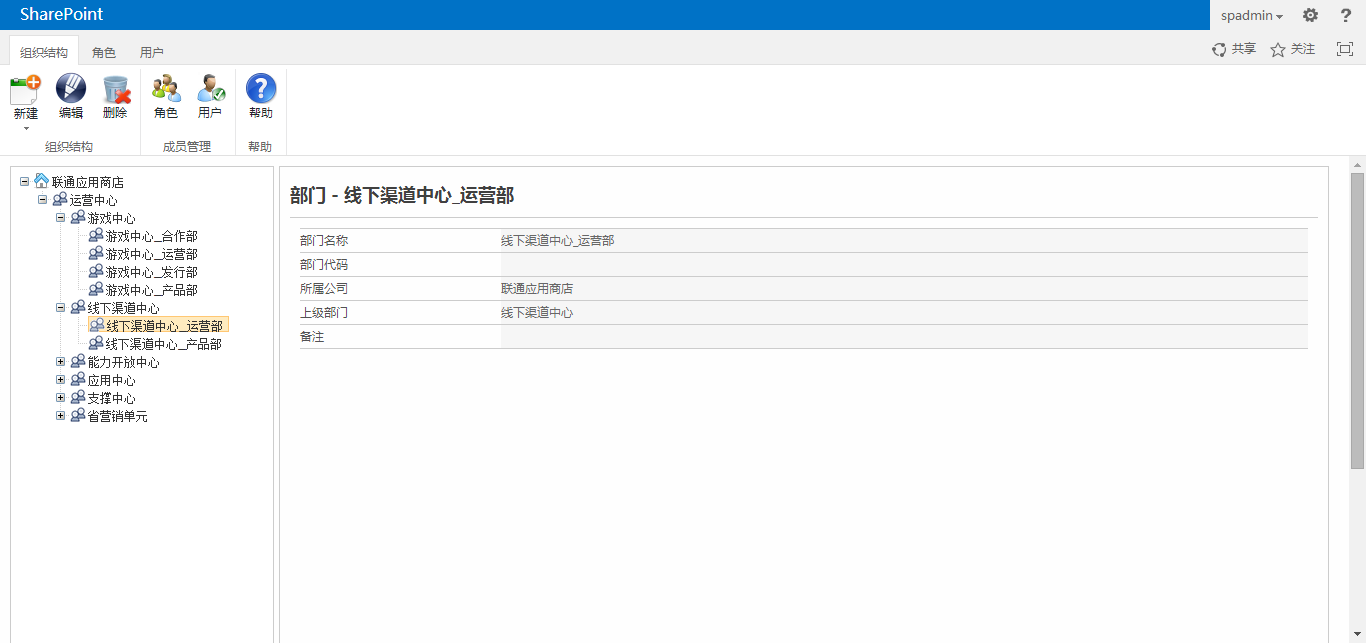 SharePoint
spadmin
组织结构 角色 用户
共享 关注
新建 编辑 删除 角色 用户 帮助
组织结构 成员管理 帮助
联通应用商店
运营中心
游戏中心
游戏中心_合作部
游戏中心_运营部
游戏中心_发行部
游戏中心_产品部
线下渠道中心
线下渠道中心_运营部
线下渠道中心_产品部
能力开放中心
应用中心
支撑中心
省营销单元
部门 - 线下渠道中心_运营部
部门名称 线下渠道中心_运营部
部门代码
所属公司 联通应用商店
上级部门 线下渠道中心
备注